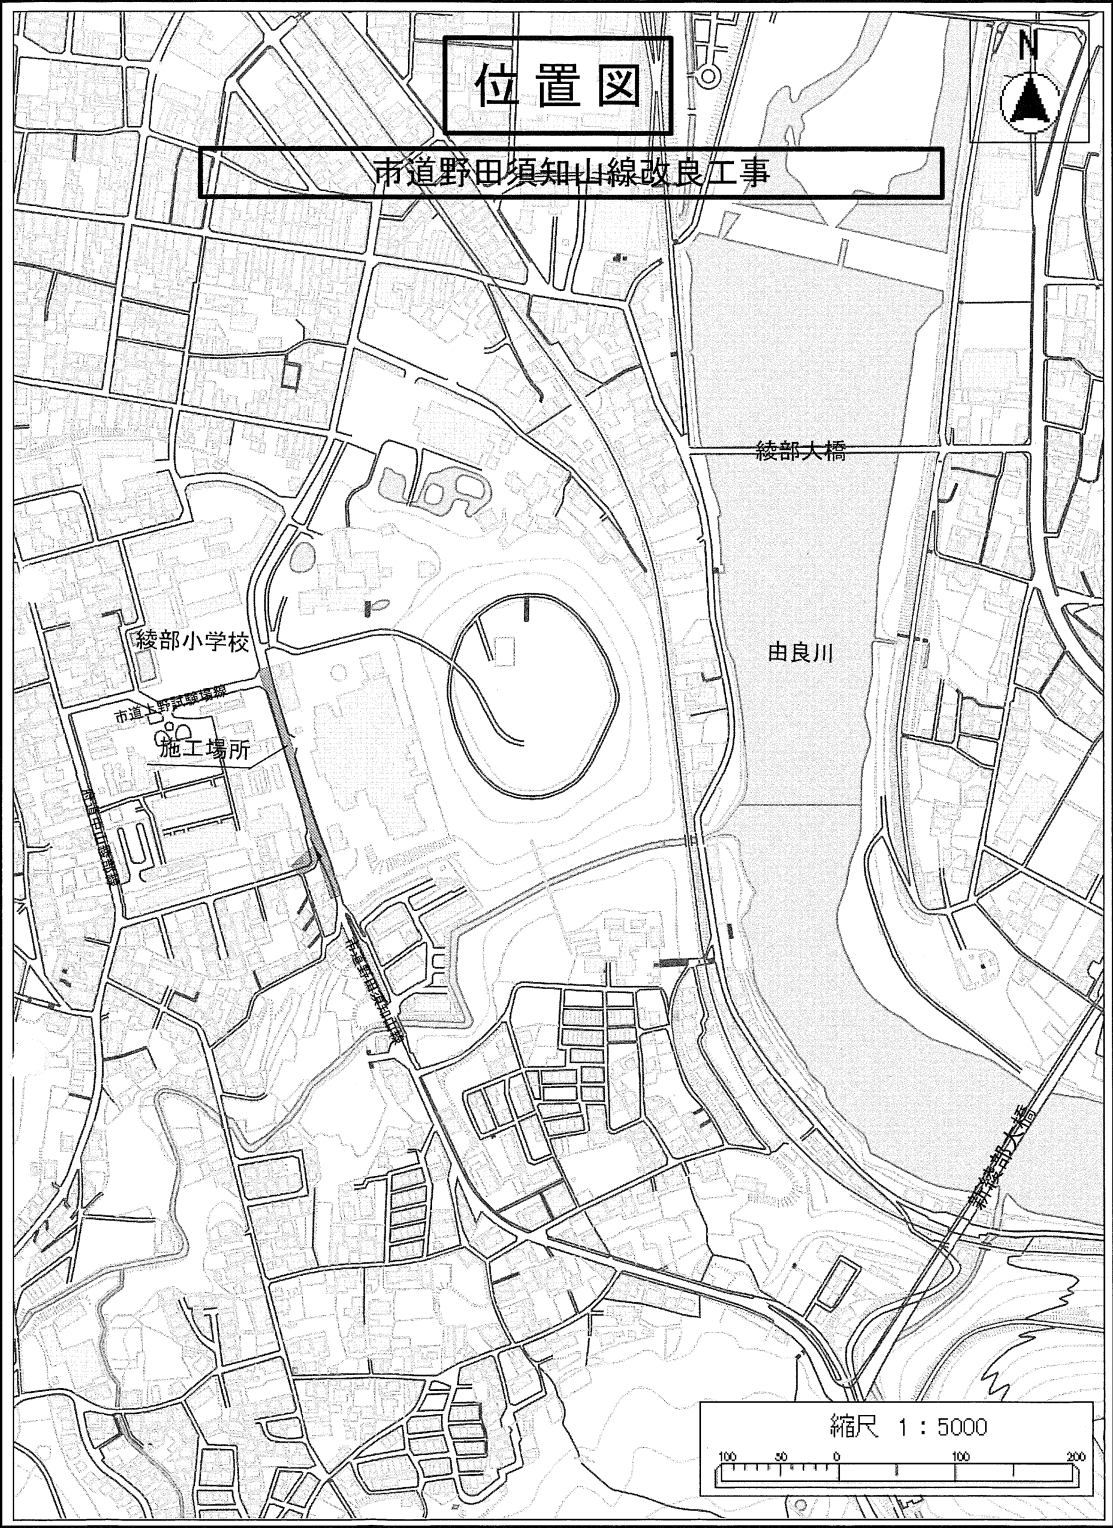 位置図
N
市道野田須知山線改良工事
綾部大橋
綾部小学校
由良川
市道上野試験場線
施工場所
市道野田須知山線
新綾部大橋
縮尺 1：5000
100 50 0 100 200